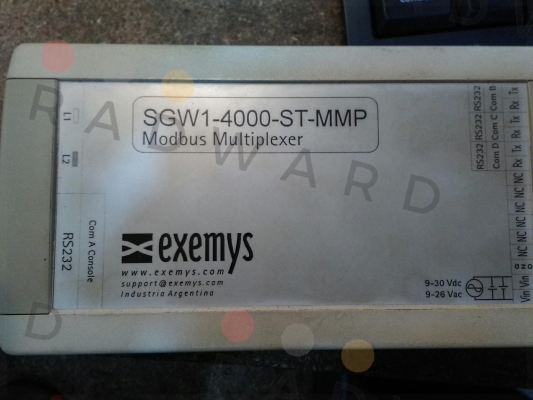 SGW1-4000-ST-MMP
Modbus Multiplexer
L1
L2
RS232
Com A Console
exemys
www.exemys.com
support@exemys.com
Industria Argentina
9-30 Vdc
9-26 Vac
RS232 RS232 RS232
Com D Com C Com B
Vin Vin GND NC NC NC NC NC NC Rx Tx Rx Tx Rx Tx
RADWARD
D